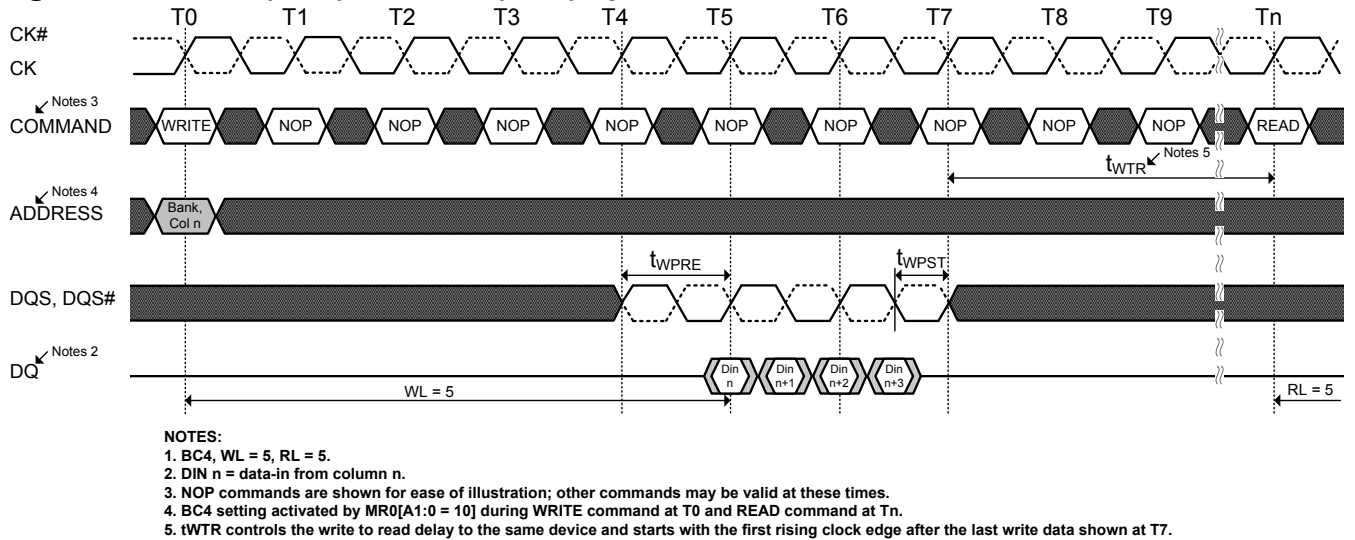 T0 T1 T2 T3 T4 T5 T6 T7 T8 T9 Tn
CK#
CK
Notes 3
COMMAND
WRITE NOP NOP NOP NOP NOP NOP NOP NOP NOP READ
tWTR Notes 5
Notes 4
ADDRESS
Bank,
Col n
tWPRE tWPST
DQS, DQS#
Notes 2
DQ
Din n Din n+1 Din n+2 Din n+3
WL = 5 RL = 5
NOTES:
1. BC4, WL = 5, RL = 5.
2. DIN n = data-in from column n.
3. NOP commands are shown for ease of illustration; other commands may be valid at these times.
4. BC4 setting activated by MR0[A1:0 = 10] during WRITE command at T0 and READ command at Tn.
5. tWTR controls the write to read delay to the same device and starts with the first rising clock edge after the last write data shown at T7.